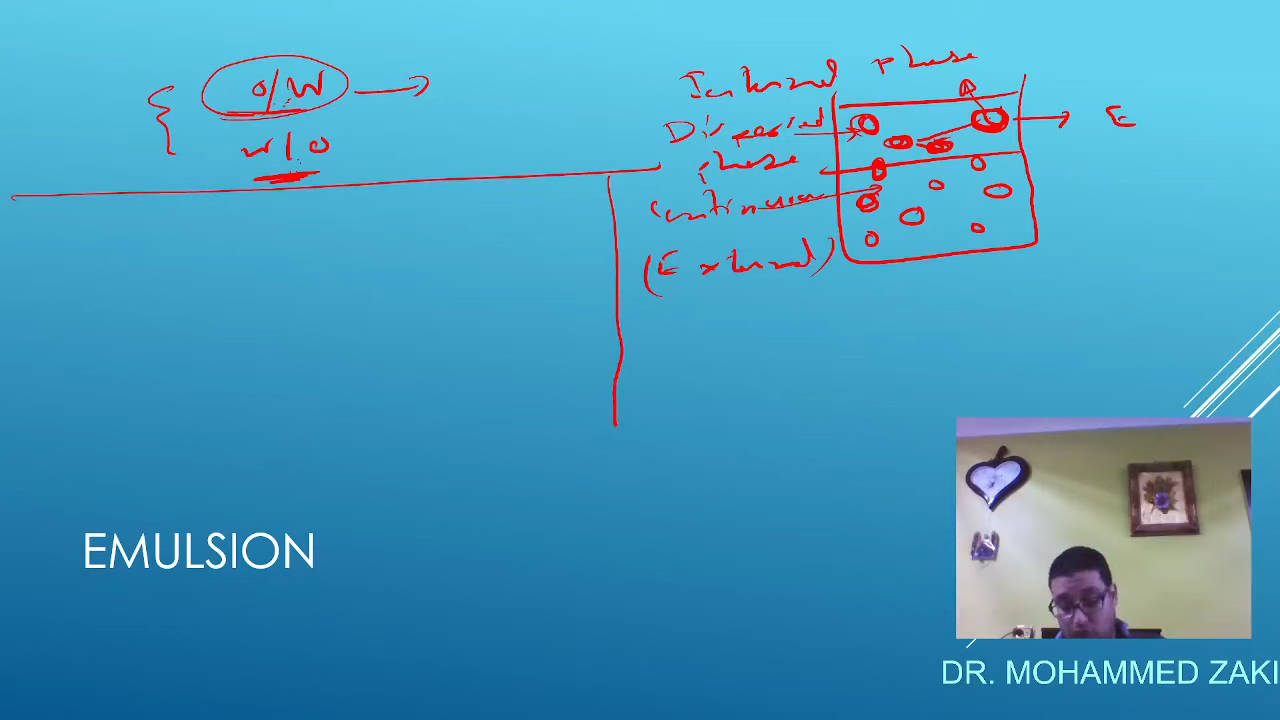 O/W
W/O
Internal phase
Dispersed
phase
Continuous
(External)
E
EMULSION
DR. MOHAMMED ZAKI